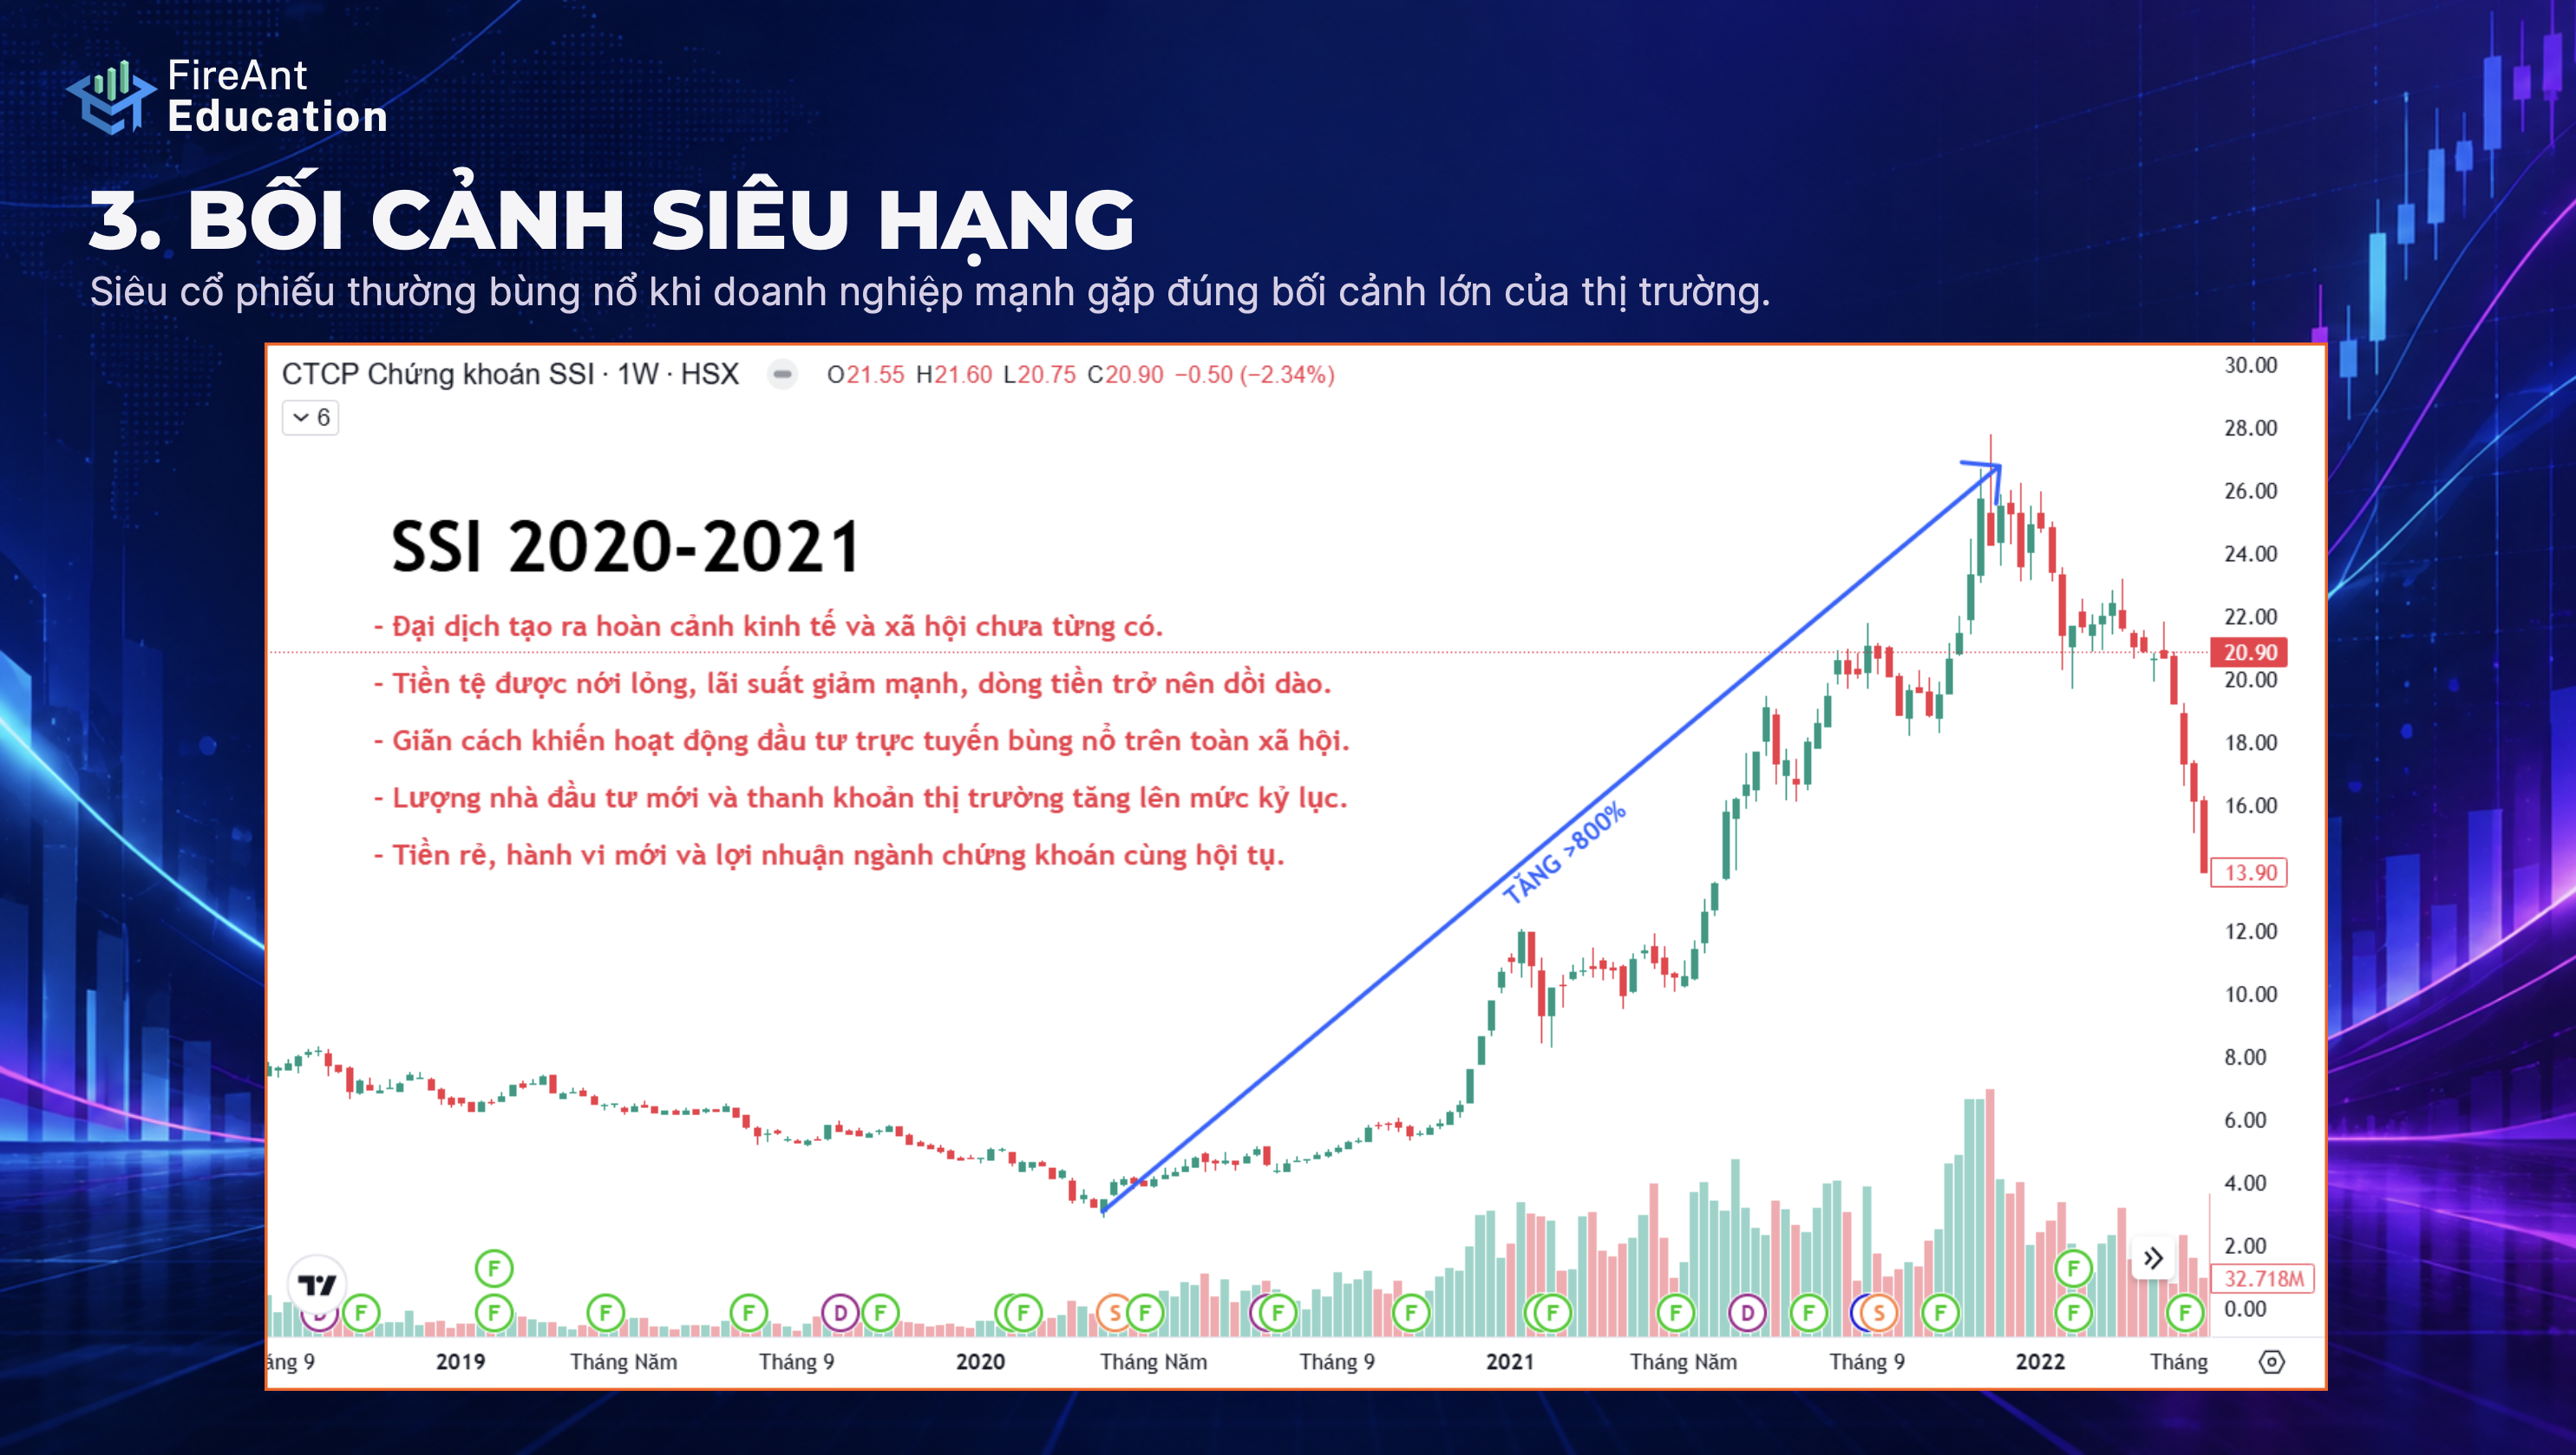 FireAnt
Education
3. BỐI CẢNH SIÊU HẠNG
Siêu cổ phiếu thường bùng nổ khi doanh nghiệp mạnh gặp đúng bối cảnh lớn của thị trường.
CTCP Chứng khoán SSI · 1W · HSX O21.55 H21.60 L20.75 C20.90 −0.50 (−2.34%)
6
SSI 2020-2021
- Đại dịch tạo ra hoàn cảnh kinh tế và xã hội chưa từng có.
- Tiền tệ được nới lỏng, lãi suất giảm mạnh, dòng tiền trở nên dồi dào.
- Giãn cách khiến hoạt động đầu tư trực tuyến bùng nổ trên toàn xã hội.
- Lượng nhà đầu tư mới và thanh khoản thị trường tăng lên mức kỷ lục.
- Tiền rẻ, hành vi mới và lợi nhuận ngành chứng khoán cùng hội tụ.
TĂNG >800%
30.00
28.00
26.00
24.00
22.00
20.90
20.00
18.00
16.00
13.90
12.00
10.00
8.00
6.00
4.00
2.00
32.718M
0.00
F F
D F F F F D F F S F F F F F D F S F F F F
áng 9 2019 Tháng Năm Tháng 9 2020 Tháng Năm Tháng 9 2021 Tháng Năm Tháng 9 2022 Tháng